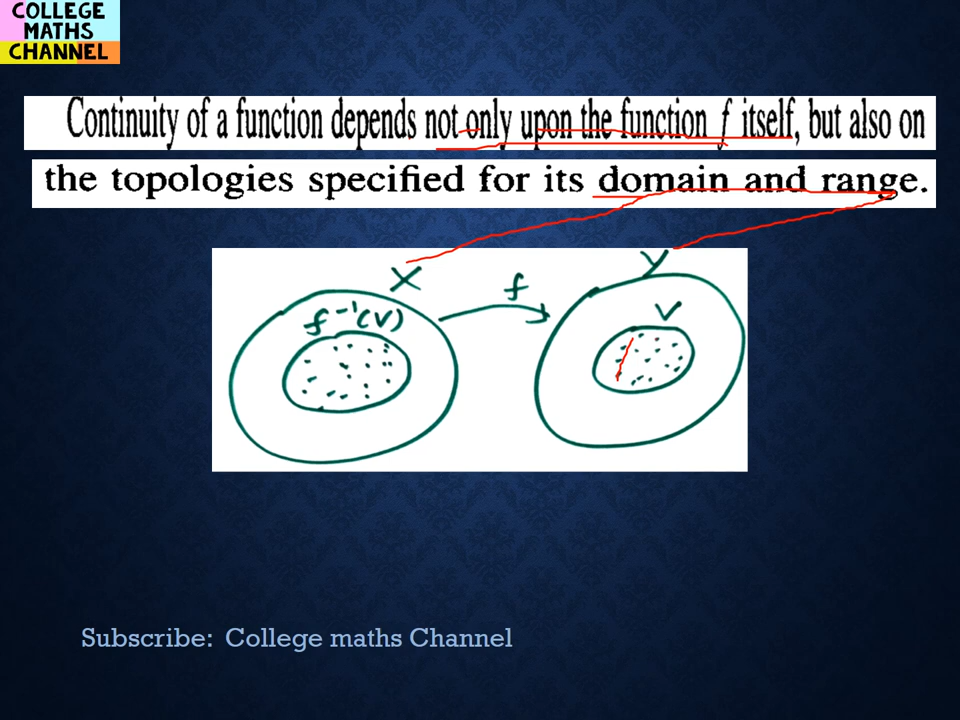 COLLEGE
MATHS
CHANNEL
Continuity of a function depends not only upon the function f itself, but also on
the topologies specified for its domain and range.
X
f
Y
f⁻¹(V)
V
Subscribe: College maths Channel